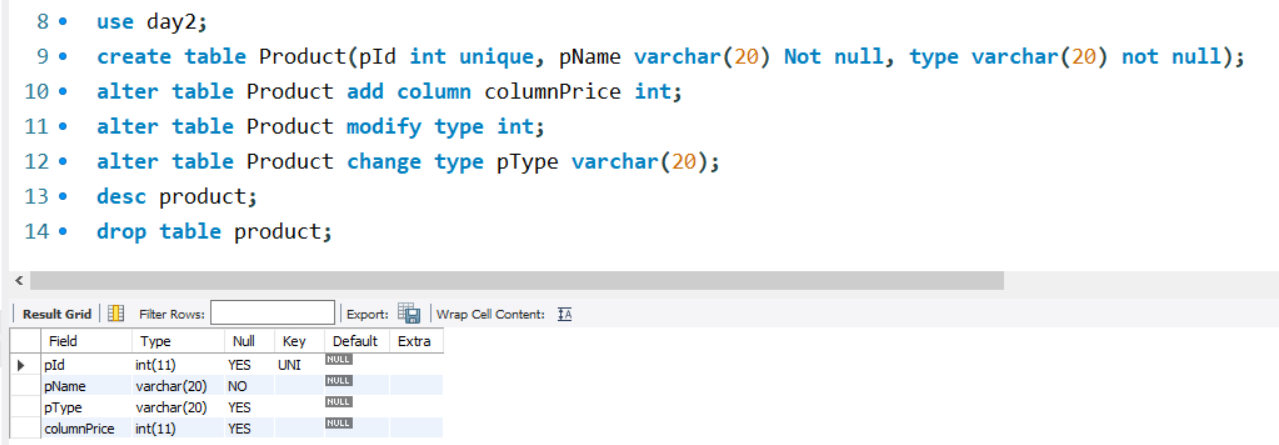 8 use day2;
9 create table Product(pId int unique, pName varchar(20) Not null, type varchar(20) not null);
10 alter table Product add column columnPrice int;
11 alter table Product modify type int;
12 alter table Product change type pType varchar(20);
13 desc product;
14 drop table product;
Result Grid Filter Rows: Export: Wrap Cell Content: IA
Field Type Null Key Default Extra
pId int(11) YES UNI NULL
pName varchar(20) NO NULL
pType varchar(20) YES NULL
columnPrice int(11) YES NULL